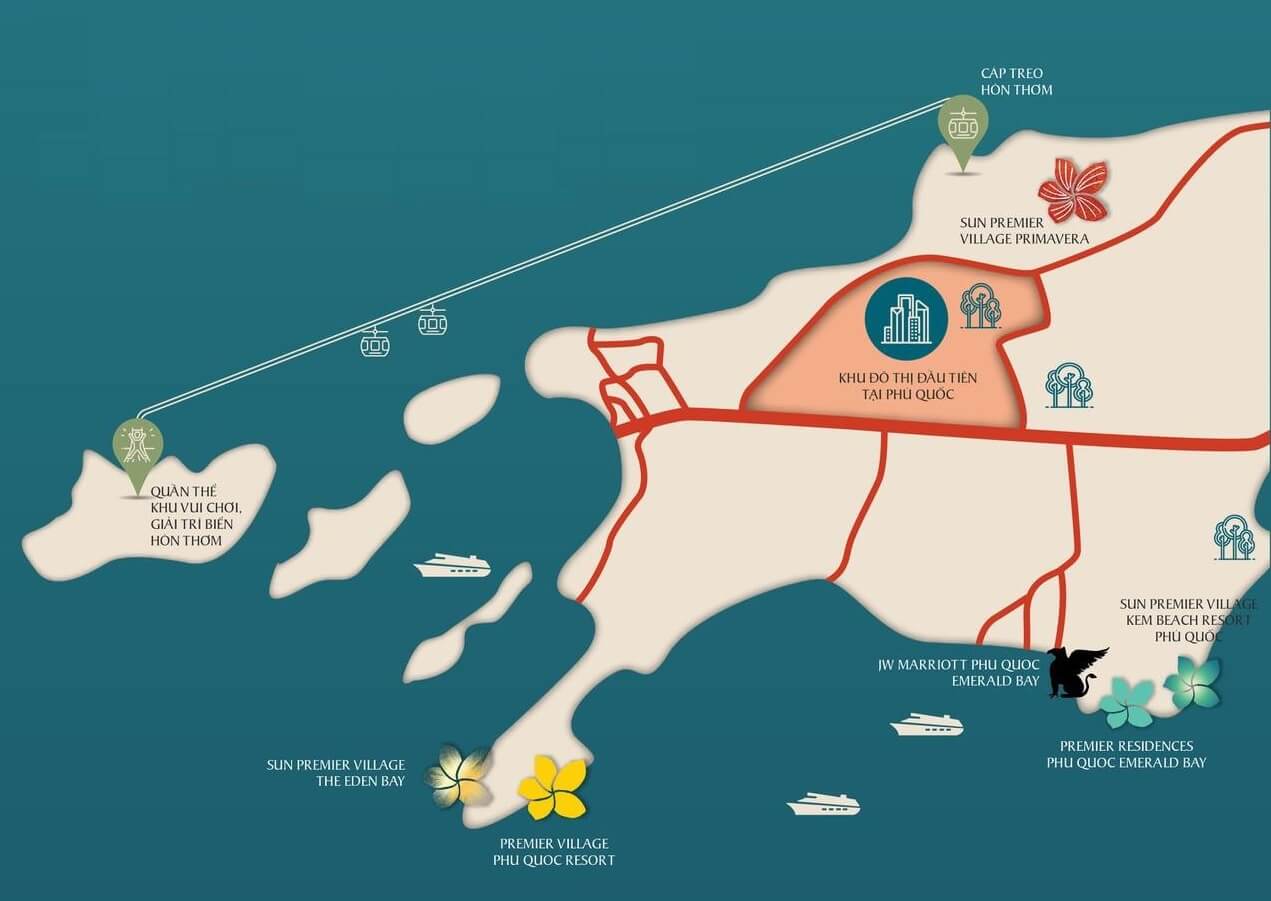 CÁP TREO
HÒN THƠM
SUN PREMIER
VILLAGE PRIMAVERA
KHU ĐÔ THỊ ĐẦU TIÊN
TẠI PHÚ QUỐC
QUẦN THỂ
KHU VUI CHƠI,
GIẢI TRÍ BIỂN
HÒN THƠM
SUN PREMIER VILLAGE
KEM BEACH RESORT
PHÚ QUỐC
JW MARRIOTT PHU QUOC
EMERALD BAY
PREMIER RESIDENCES
PHU QUOC EMERALD BAY
SUN PREMIER VILLAGE
THE EDEN BAY
PREMIER VILLAGE
PHU QUOC RESORT